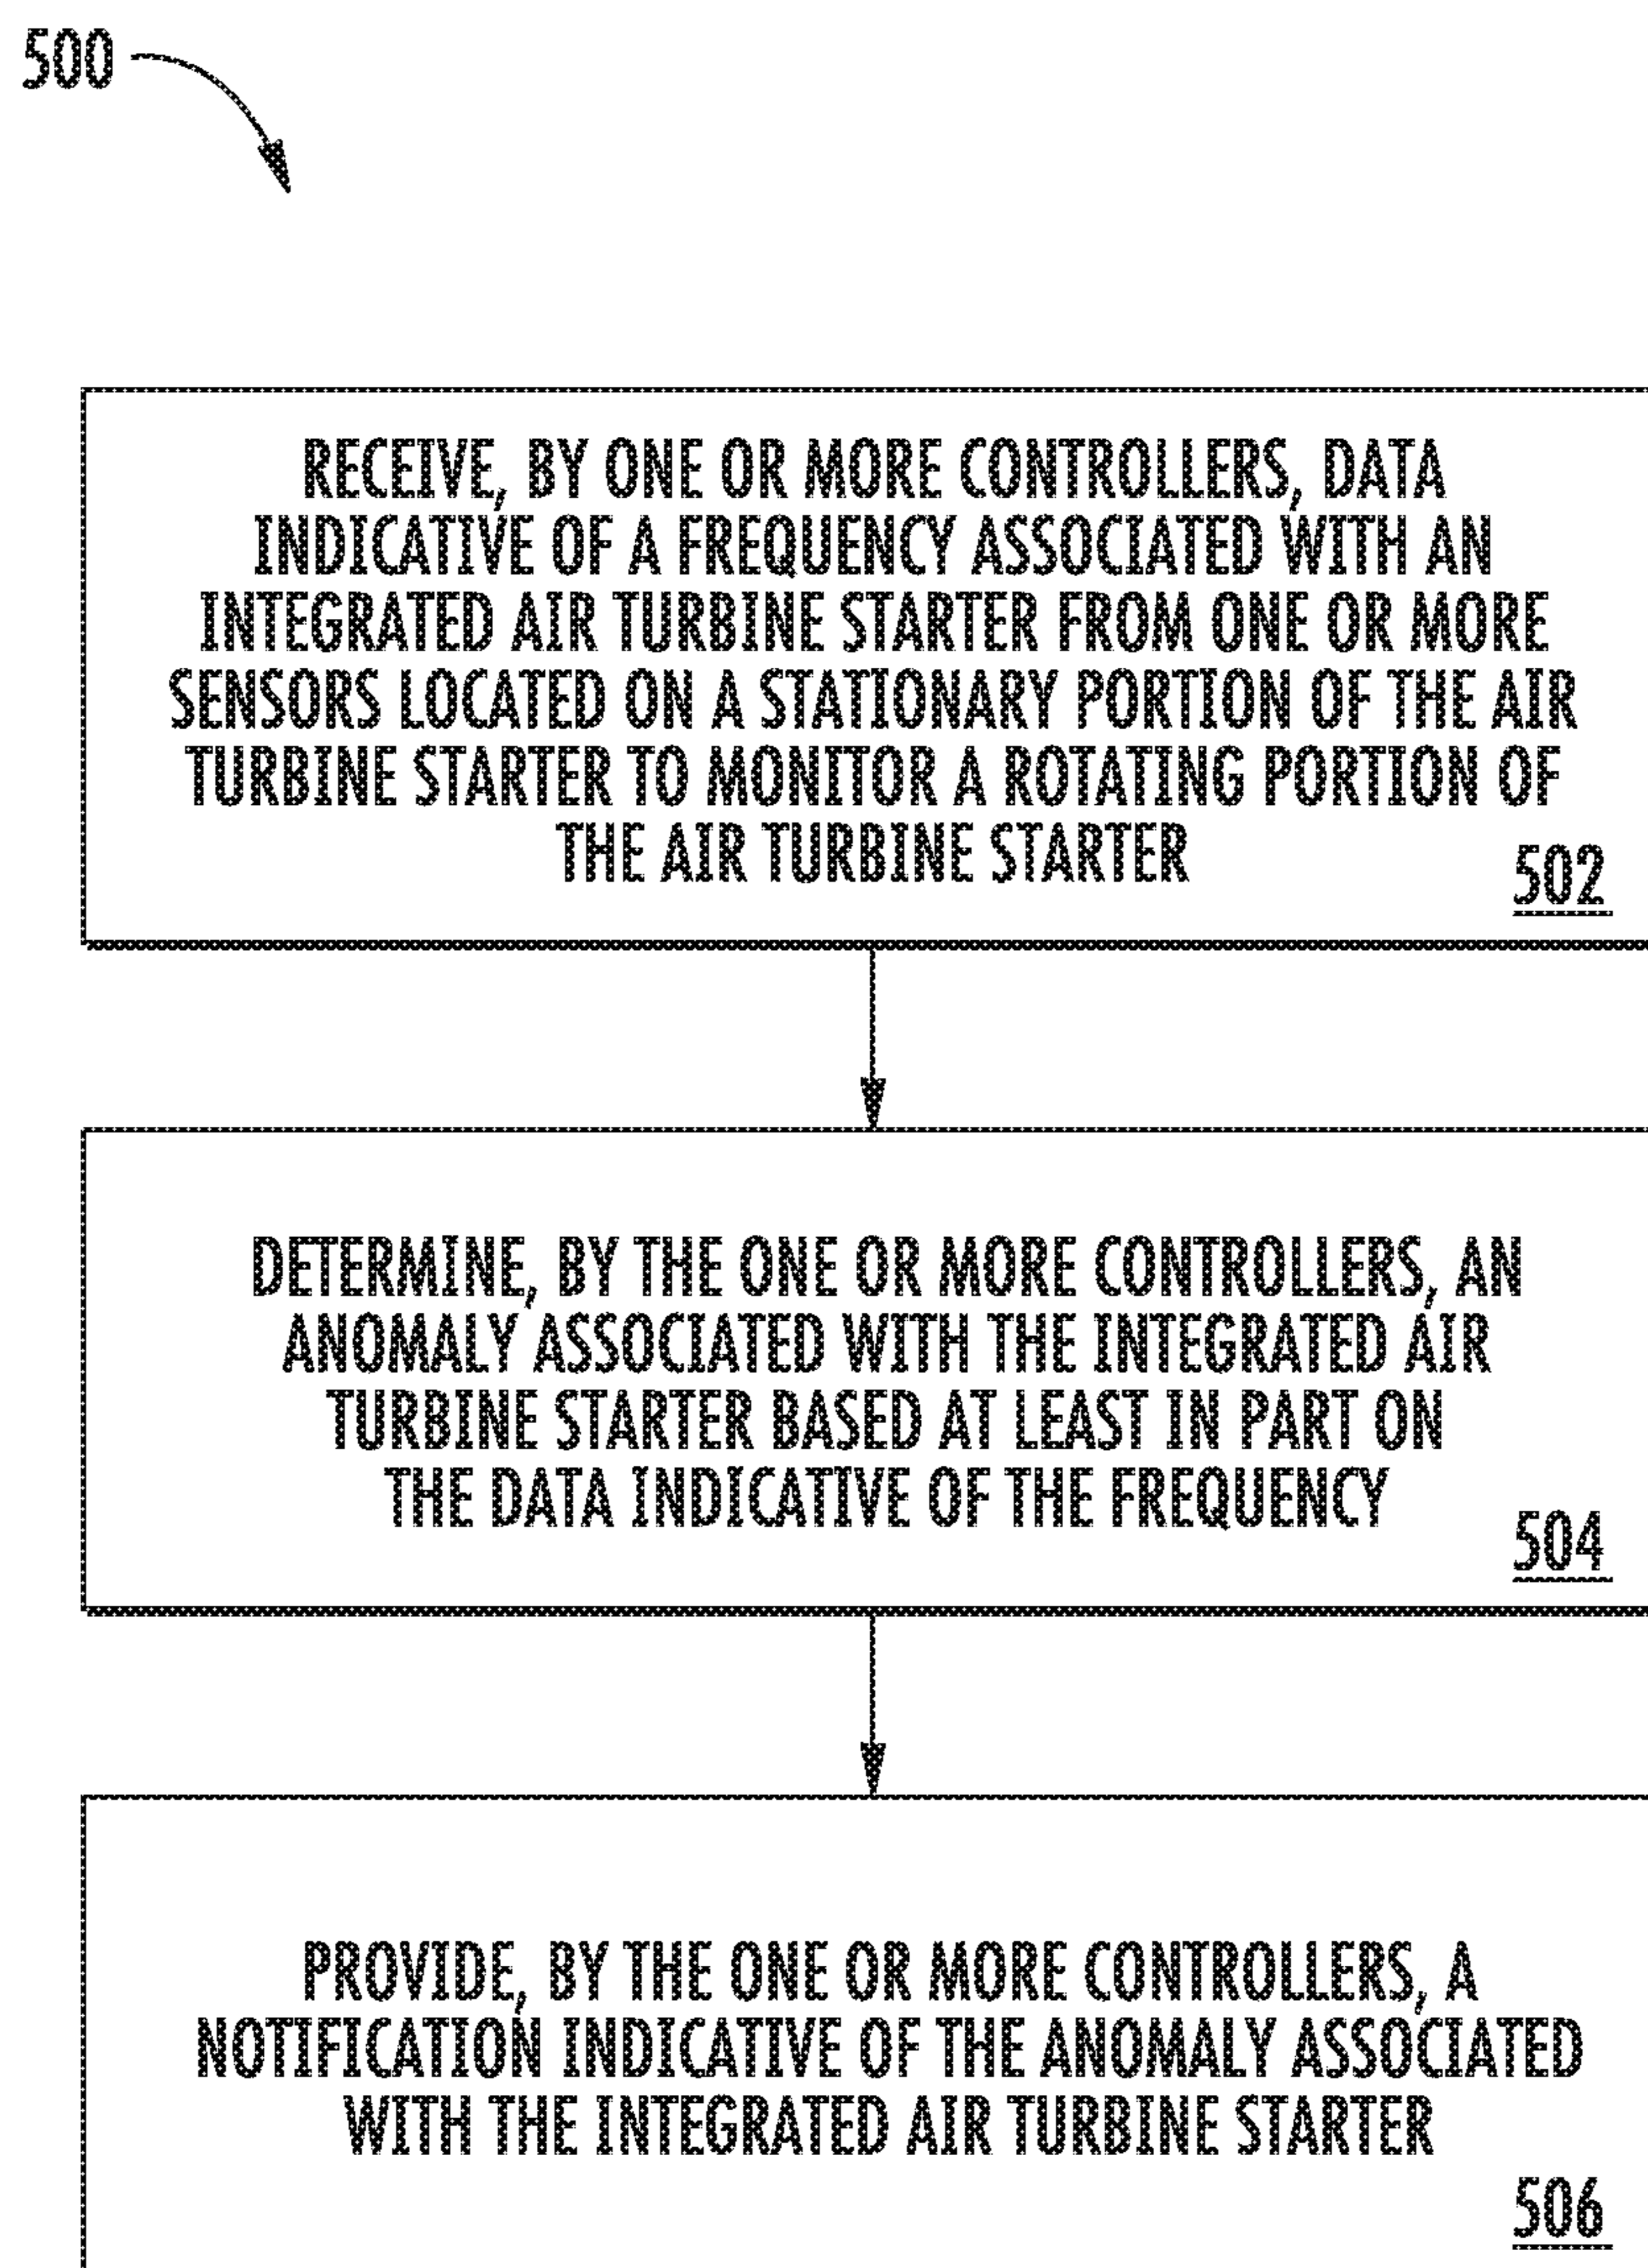 500
RECEIVE, BY ONE OR MORE CONTROLLERS, DATA
INDICATIVE OF A FREQUENCY ASSOCIATED WITH AN
INTEGRATED AIR TURBINE STARTER FROM ONE OR MORE
SENSORS LOCATED ON A STATIONARY PORTION OF THE AIR
TURBINE STARTER TO MONITOR A ROTATING PORTION OF
THE AIR TURBINE STARTER
502
DETERMINE, BY THE ONE OR MORE CONTROLLERS, AN
ANOMALY ASSOCIATED WITH THE INTEGRATED AIR
TURBINE STARTER BASED AT LEAST IN PART ON
THE DATA INDICATIVE OF THE FREQUENCY
504
PROVIDE, BY THE ONE OR MORE CONTROLLERS, A
NOTIFICATION INDICATIVE OF THE ANOMALY ASSOCIATED
WITH THE INTEGRATED AIR TURBINE STARTER
506